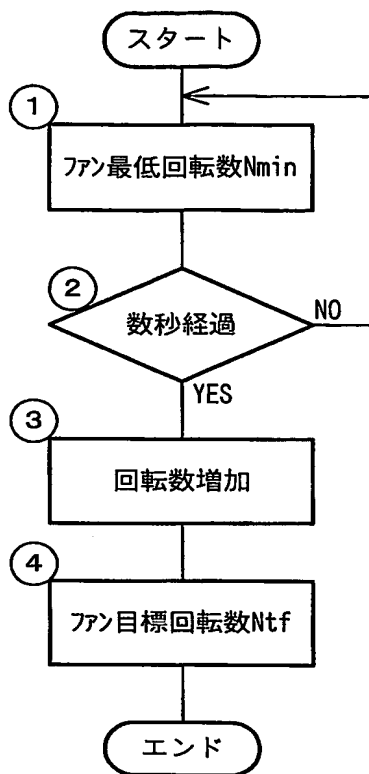 スタート
1
ファン最低回転数Nmin
2
数秒経過
NO
YES
3
回転数増加
4
ファン目標回転数Ntf
エンド